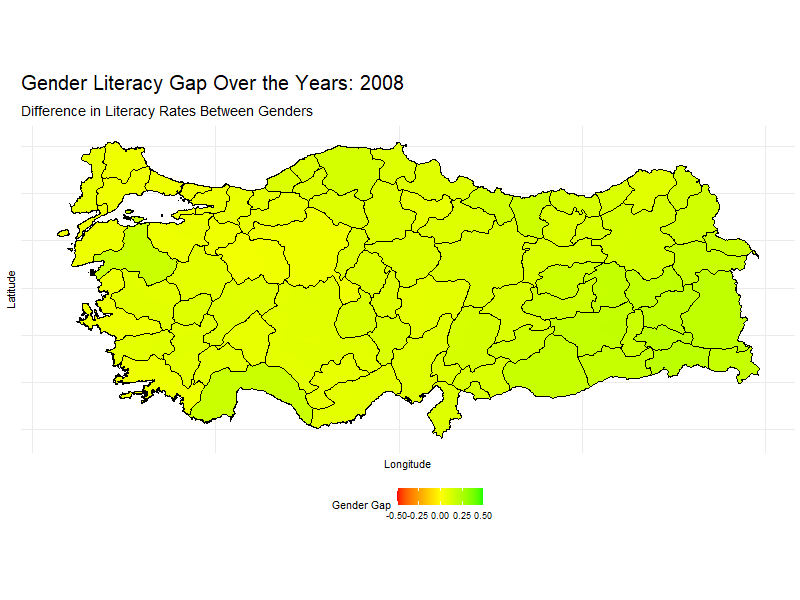 Gender Literacy Gap Over the Years: 2008
Difference in Literacy Rates Between Genders
Latitude
Longitude
Gender Gap
-0.50 -0.25 0.00 0.25 0.50